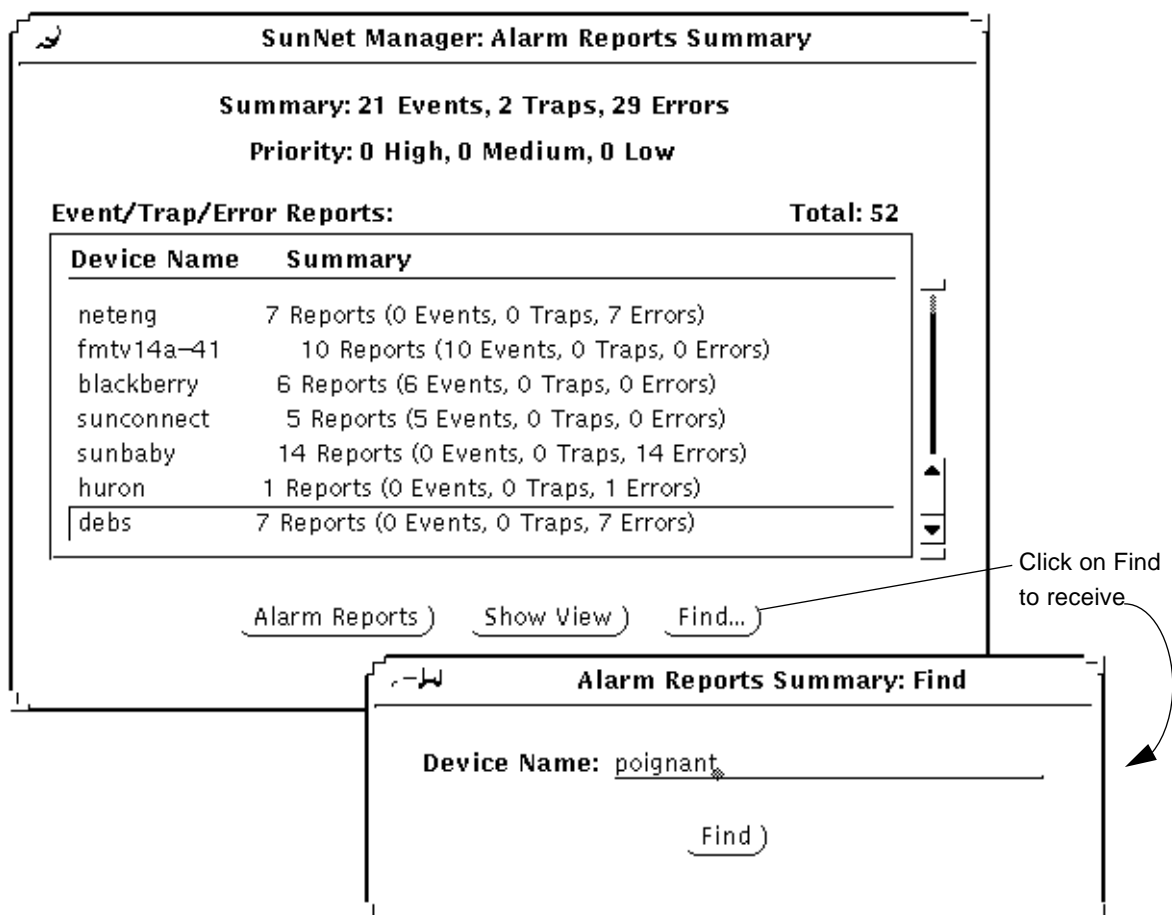 SunNet Manager: Alarm Reports Summary
Summary: 21 Events, 2 Traps, 29 Errors
Priority: 0 High, 0 Medium, 0 Low
Event/Trap/Error Reports: Total: 52
Device Name Summary
neteng 7 Reports (0 Events, 0 Traps, 7 Errors)
fmtv14a-41 10 Reports (10 Events, 0 Traps, 0 Errors)
blackberry 6 Reports (6 Events, 0 Traps, 0 Errors)
sunconnect 5 Reports (5 Events, 0 Traps, 0 Errors)
sunbaby 14 Reports (0 Events, 0 Traps, 14 Errors)
huron 1 Reports (0 Events, 0 Traps, 1 Errors)
debs 7 Reports (0 Events, 0 Traps, 7 Errors)
Alarm Reports Show View Find...
Click on Find
to receive
Alarm Reports Summary: Find
Device Name: poignant
Find